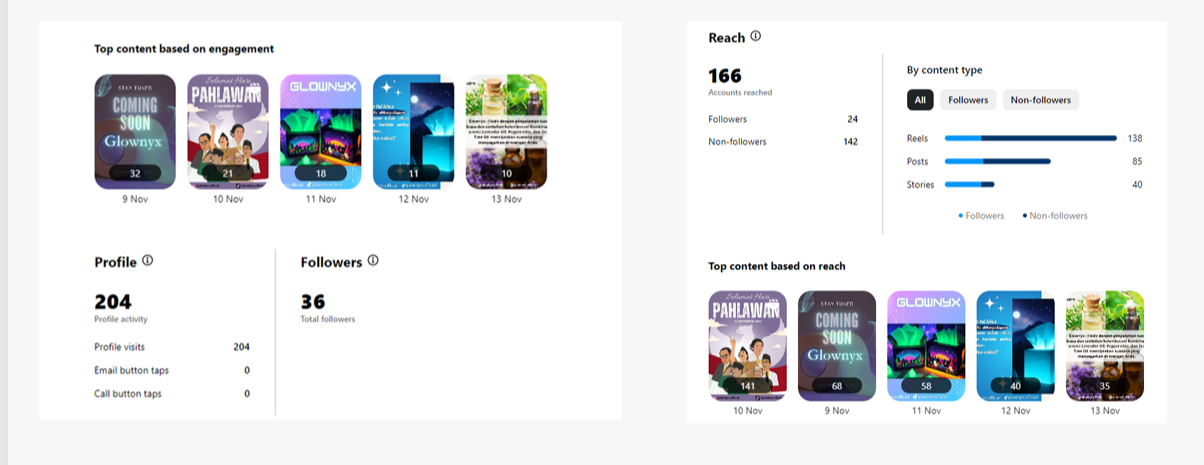 Top content based on engagement
STAY TUNED
COMING
SOON
Glownyx
32
9 Nov
Selamat Hari
PAHLAWAN
21
10 Nov
GLOWNYX
18
11 Nov
11
12 Nov
10
13 Nov
Profile
204
Profile activity
Profile visits 204
Email button taps 0
Call button taps 0
Followers
36
Total followers
Reach
166
Accounts reached
Followers 24
Non-followers 142
By content type
All Followers Non-followers
Reels 138
Posts 85
Stories 40
Followers Non-followers
Top content based on reach
Selamat Hari
PAHLAWAN
141
10 Nov
STAY TUNED
COMING
SOON
Glownyx
68
9 Nov
GLOWNYX
58
11 Nov
40
12 Nov
35
13 Nov